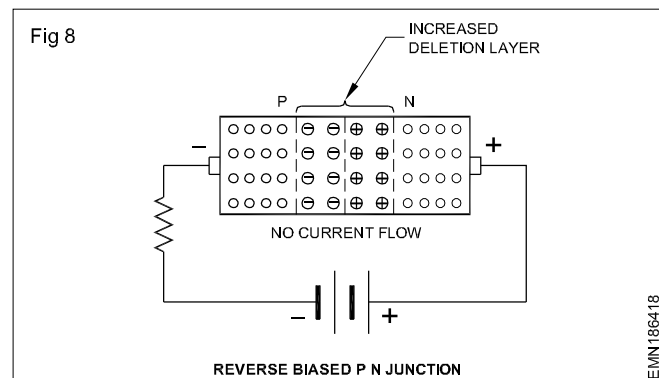 Fig 8
INCREASED
DELETION LAYER
P N
− +
NO CURRENT FLOW
− +
REVERSE BIASED P N JUNCTION
EMN186418